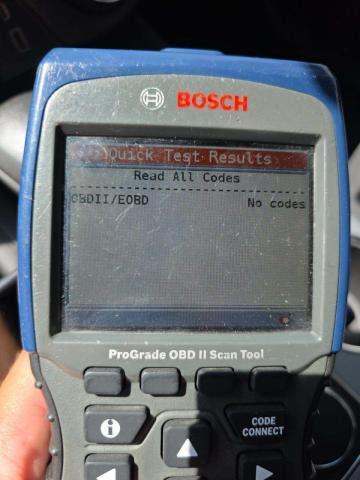 BOSCH
Quick Test Results
Read All Codes
OBDII/EOBD No codes
ProGrade OBD II Scan Tool
i
CODE
CONNECT